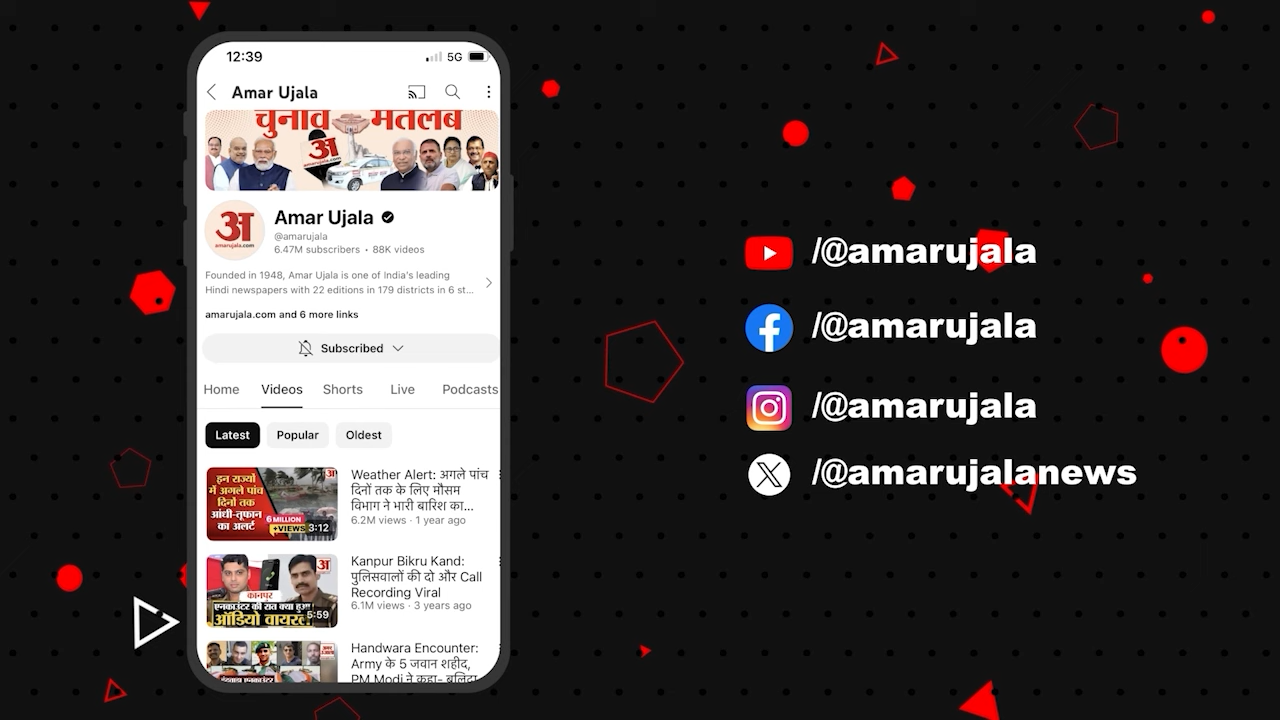 12:39
5G
Amar Ujala
चुनाव मतलब
अ
amarujala.com
अ
amarujala.com
Amar Ujala
@amarujala
6.47M subscribers • 88K videos
Founded in 1948, Amar Ujala is one of India's leading
Hindi newspapers with 22 editions in 179 districts in 6 st...
amarujala.com and 6 more links
Subscribed
Home Videos Shorts Live Podcasts
Latest Popular Oldest
अ
हन राज्यों
में अगले पांच
दिनों तक
आंधी-तूफान
का अलर्ट
6 MILLION
+VIEWS
3:12
Weather Alert: अगले पांच
दिनों तक के लिए मौसम
विभाग ने भारी बारिश का...
6.2M views · 1 year ago
अ
कानपुर
एनकाउंटर की रात क्या हुआ
ऑडियो वायरल
5:59
Kanpur Bikru Kand:
पुलिसवालों की दो और Call
Recording Viral
6.1M views · 3 years ago
Handwara Encounter:
Army के 5 जवान शहीद,
PM Modi ने कहा-
/@amarujala
/@amarujala
/@amarujala
/@amarujalanews